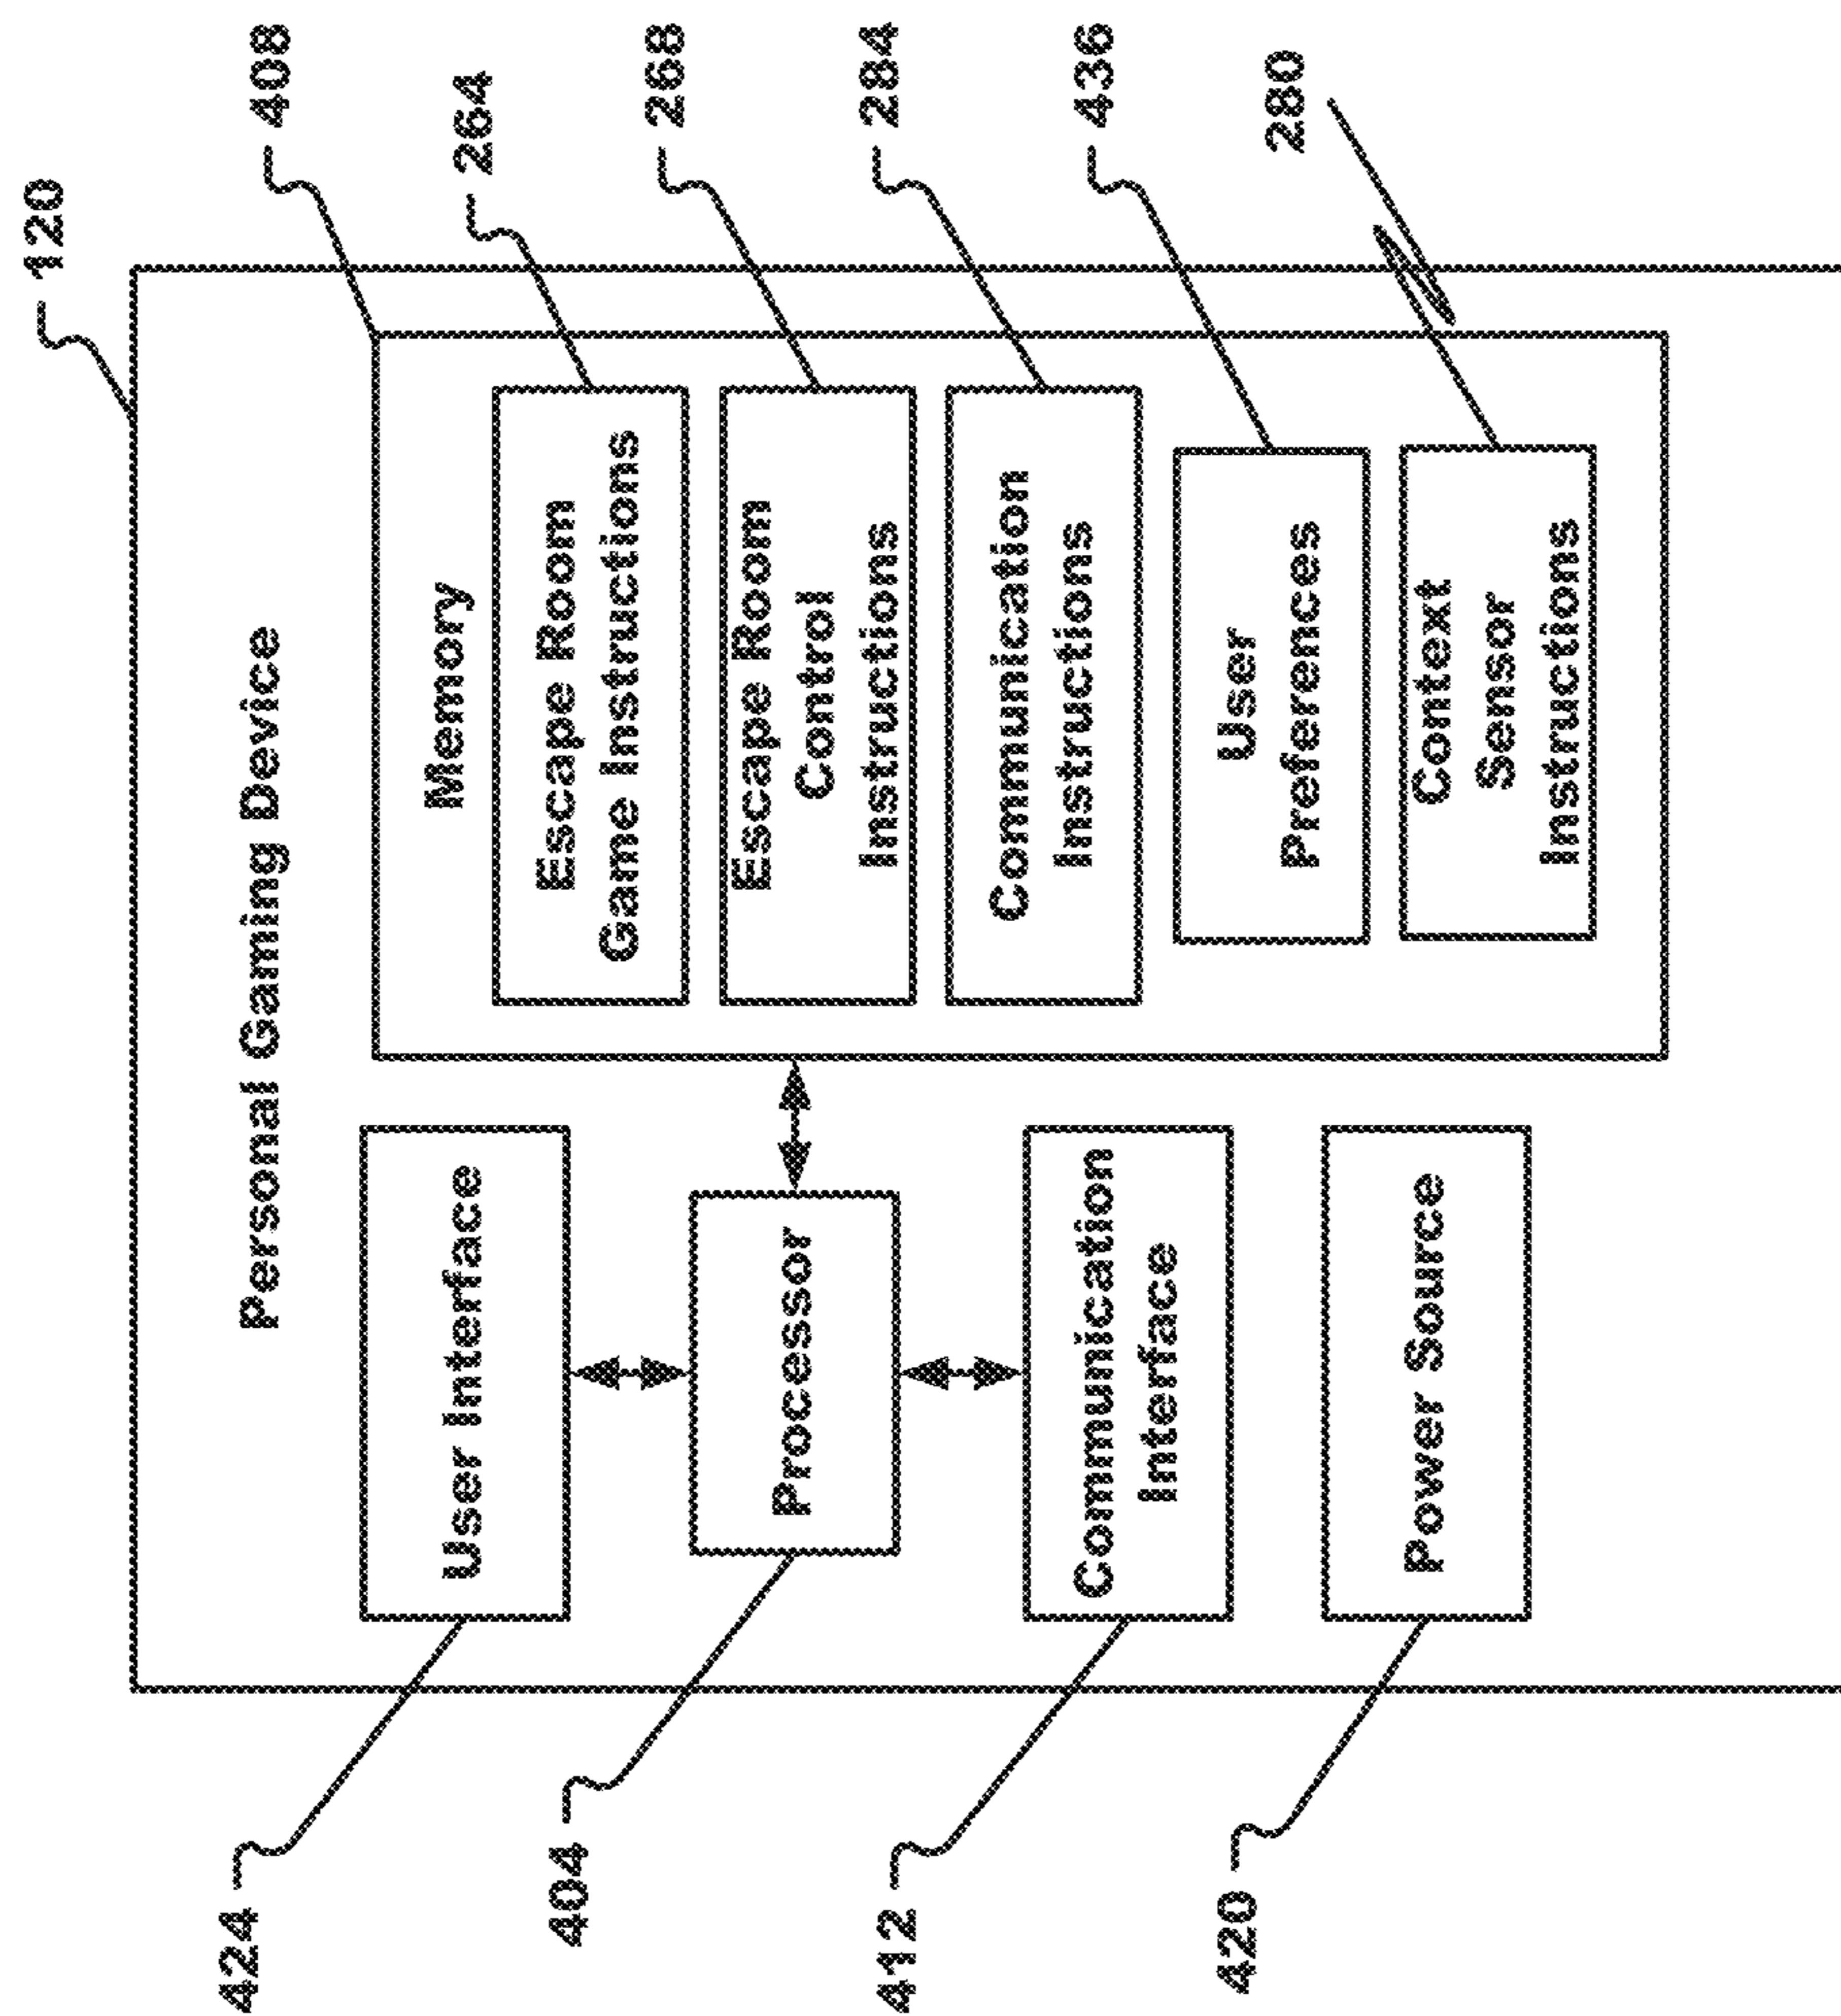 120
Personal Gaming Device
408
Memory
264
Escape Room
Game Instructions
268
Escape Room
Control
Instructions
284
Communication
Instructions
436
User
Preferences
280
Context
Sensor
Instructions
424
User Interface
404
Processor
412
Communication
Interface
420
Power Source